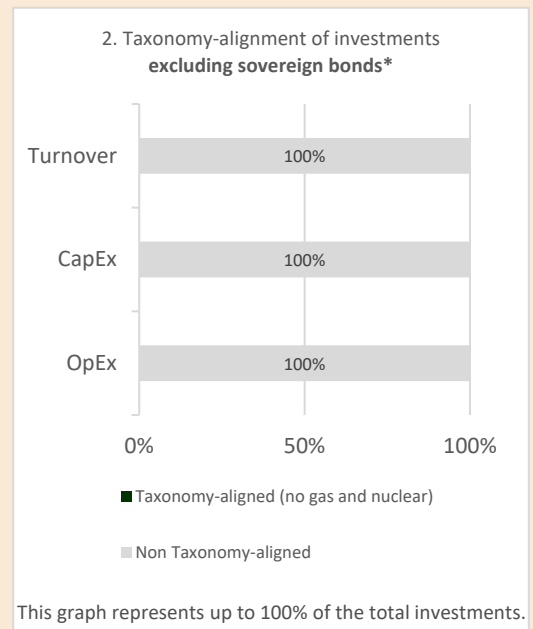 2. Taxonomy-alignment of investments
excluding sovereign bonds*
Turnover
100%
CapEx
100%
OpEx
100%
0%
50%
100%
Taxonomy-aligned (no gas and nuclear)
Non Taxonomy-aligned
This graph represents up to 100% of the total investments.